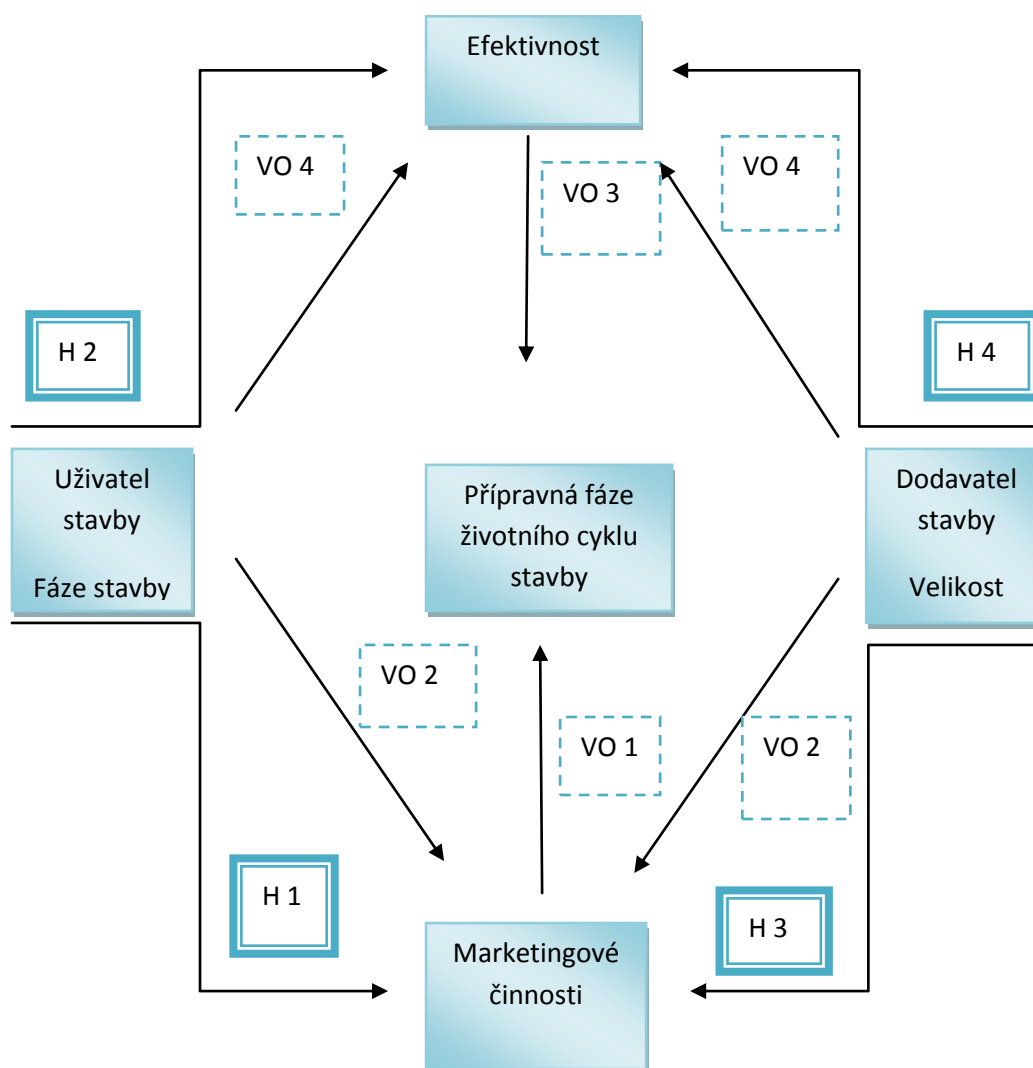 Efektivnost
VO 4
VO 3
VO 4
H 2
H 4
Uživatel
stavby
Fáze stavby
Přípravná fáze
životního cyklu
stavby
Dodavatel
stavby
Velikost
VO 2
VO 1
VO 2
H 1
H 3
Marketingové
činnosti